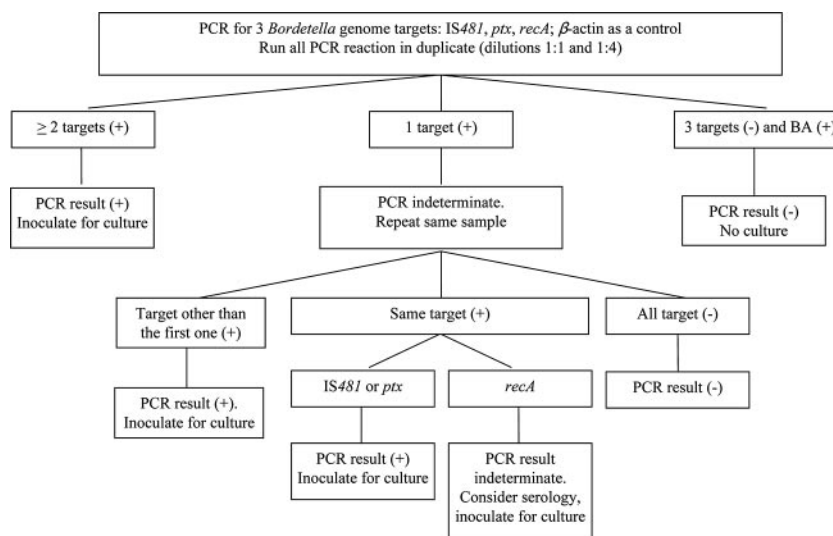 PCR for 3 Bordetella genome targets: IS481, ptx, recA; β-actin as a control
Run all PCR reaction in duplicate (dilutions 1:1 and 1:4)
≥ 2 targets (+)
1 target (+)
3 targets (-) and BA (+)
PCR result (+)
Inoculate for culture
PCR indeterminate.
Repeat same sample
PCR result (-)
No culture
Target other than
the first one (+)
Same target (+)
All target (-)
PCR result (+).
Inoculate for culture
IS481 or ptx
recA
PCR result (-)
PCR result (+)
Inoculate for culture
PCR result
indeterminate.
Consider serology,
inoculate for culture